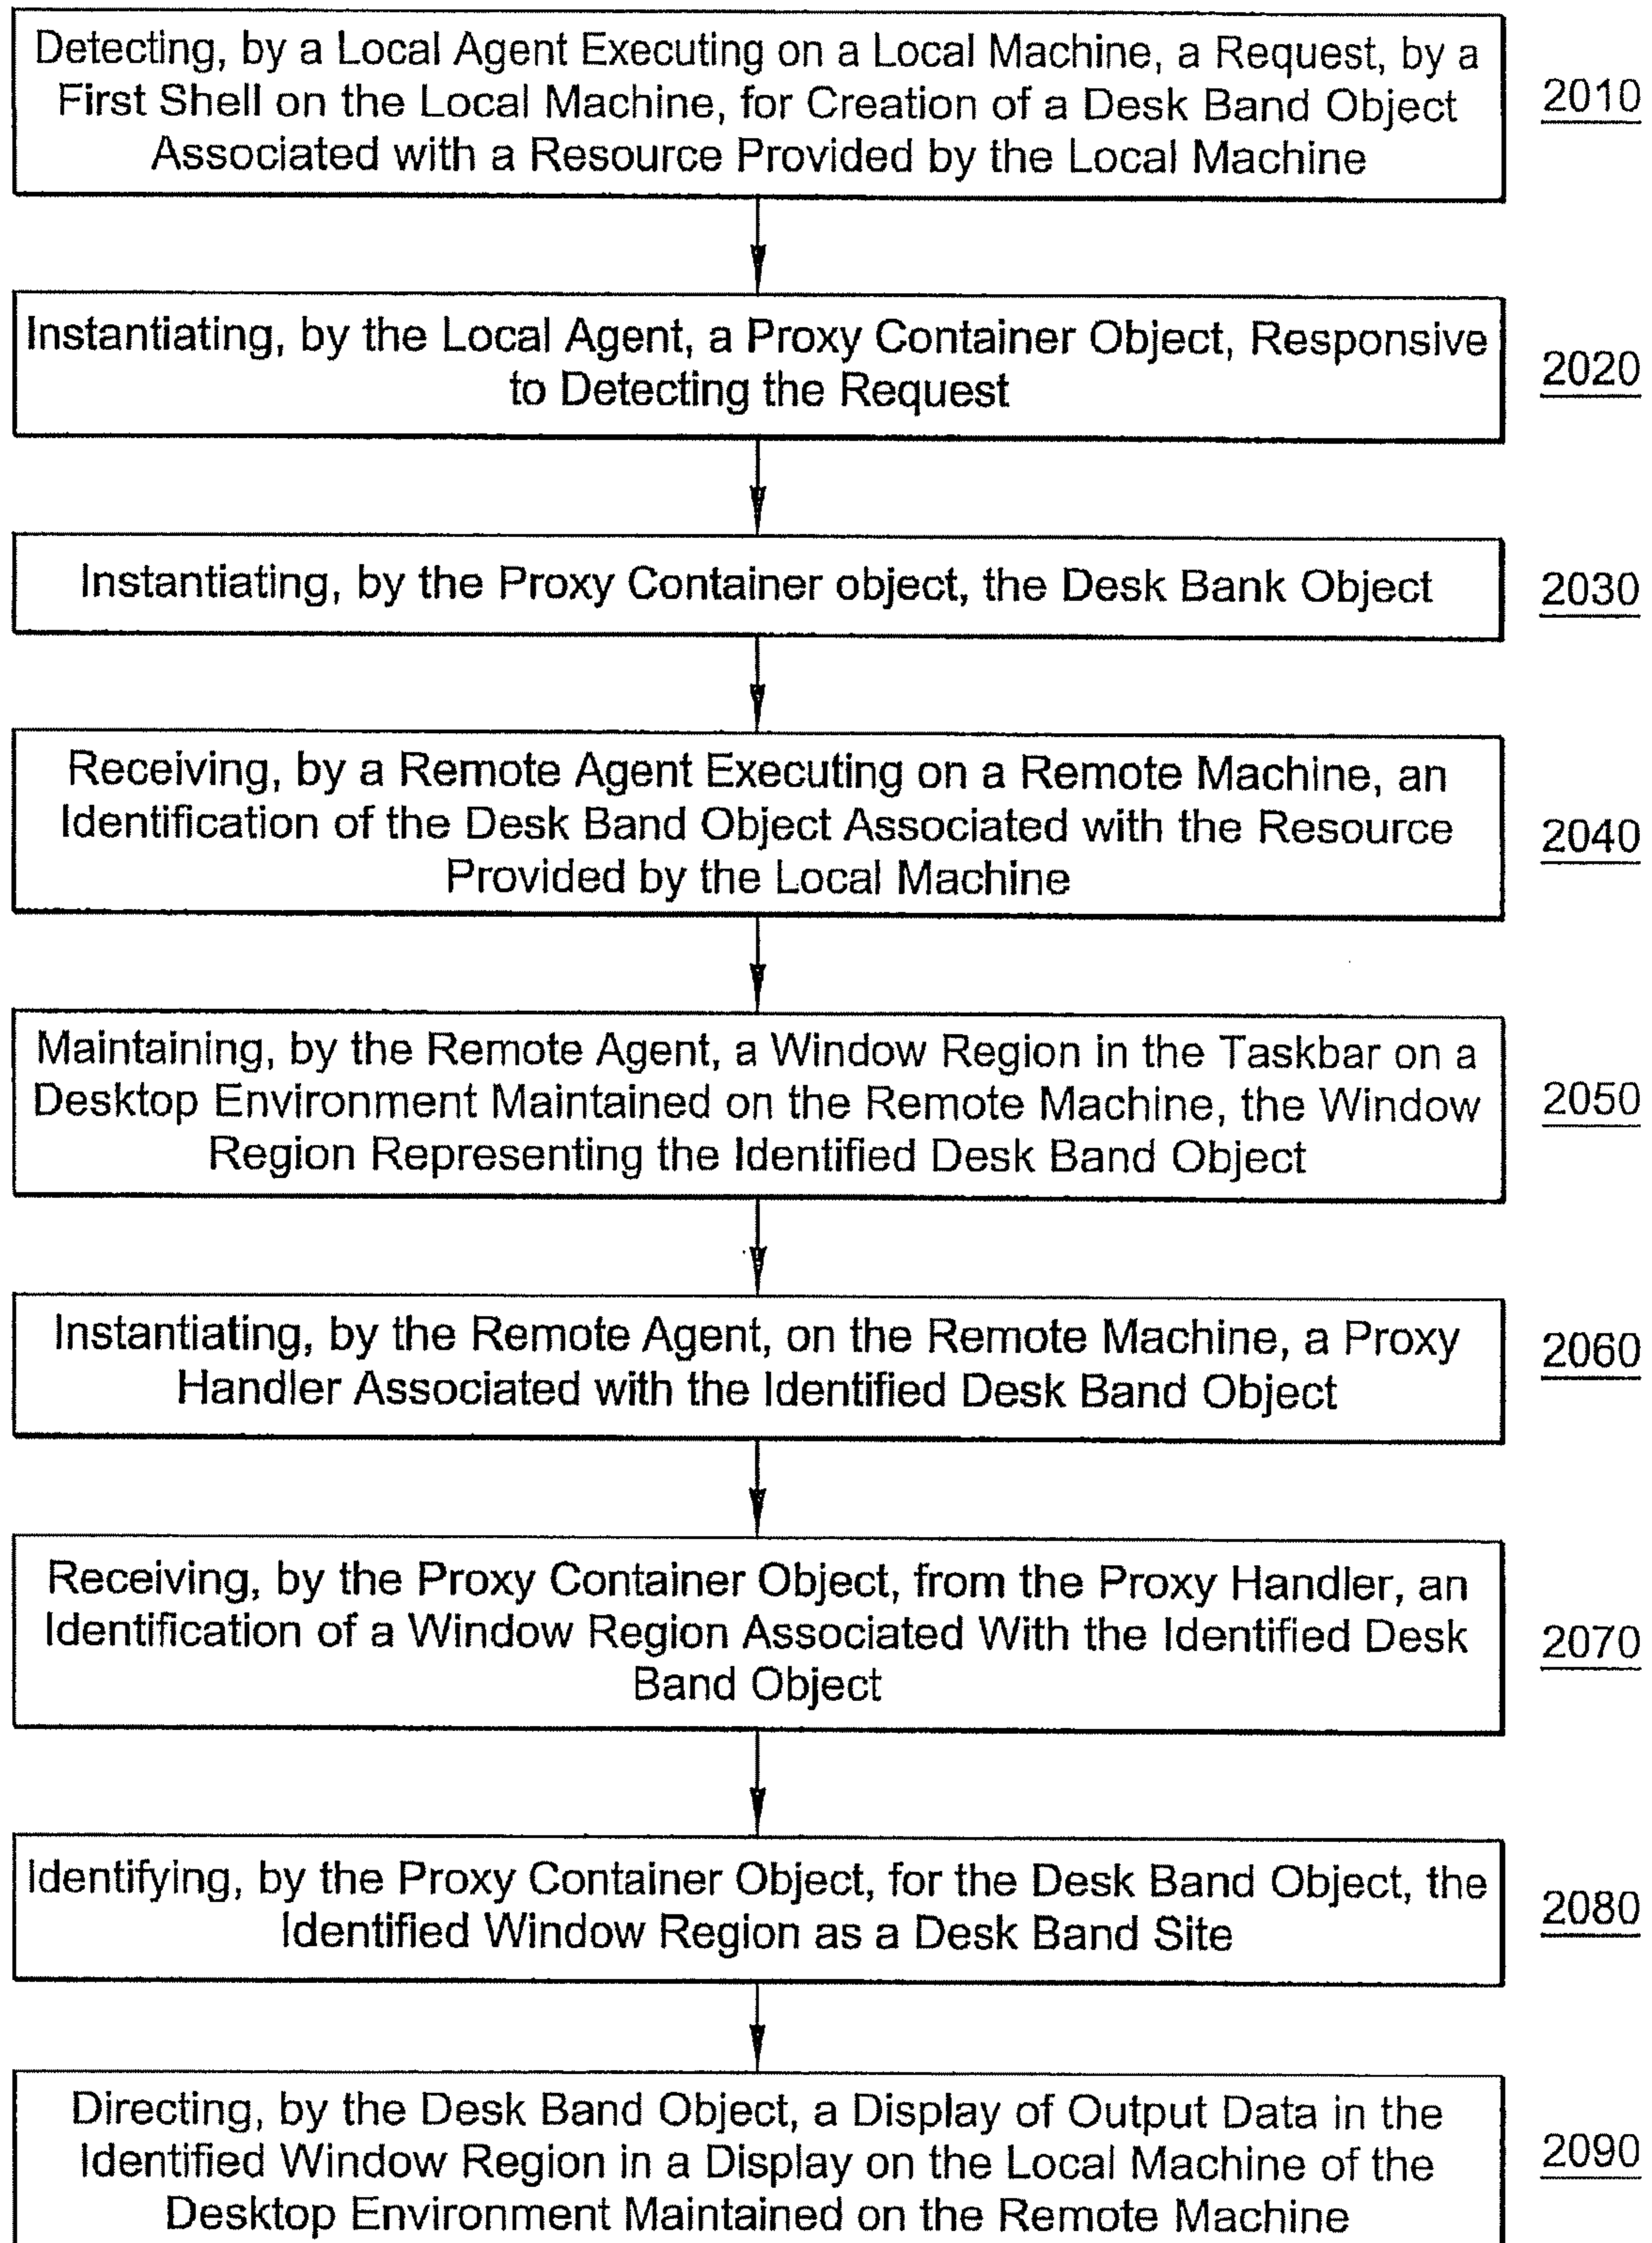 Detecting, by a Local Agent Executing on a Local Machine, a Request, by a
First Shell on the Local Machine, for Creation of a Desk Band Object
Associated with a Resource Provided by the Local Machine
2010
Instantiating, by the Local Agent, a Proxy Container Object, Responsive
to Detecting the Request
2020
Instantiating, by the Proxy Container object, the Desk Bank Object
2030
Receiving, by a Remote Agent Executing on a Remote Machine, an
Identification of the Desk Band Object Associated with the Resource
Provided by the Local Machine
2040
Maintaining, by the Remote Agent, a Window Region in the Taskbar on a
Desktop Environment Maintained on the Remote Machine, the Window
Region Representing the Identified Desk Band Object
2050
Instantiating, by the Remote Agent, on the Remote Machine, a Proxy
Handler Associated with the Identified Desk Band Object
2060
Receiving, by the Proxy Container Object, from the Proxy Handler, an
Identification of a Window Region Associated With the Identified Desk
Band Object
2070
Identifying, by the Proxy Container Object, for the Desk Band Object, the
Identified Window Region as a Desk Band Site
2080
Directing, by the Desk Band Object, a Display of Output Data in the
Identified Window Region in a Display on the Local Machine of the
Desktop Environment Maintained on the Remote Machine
2090